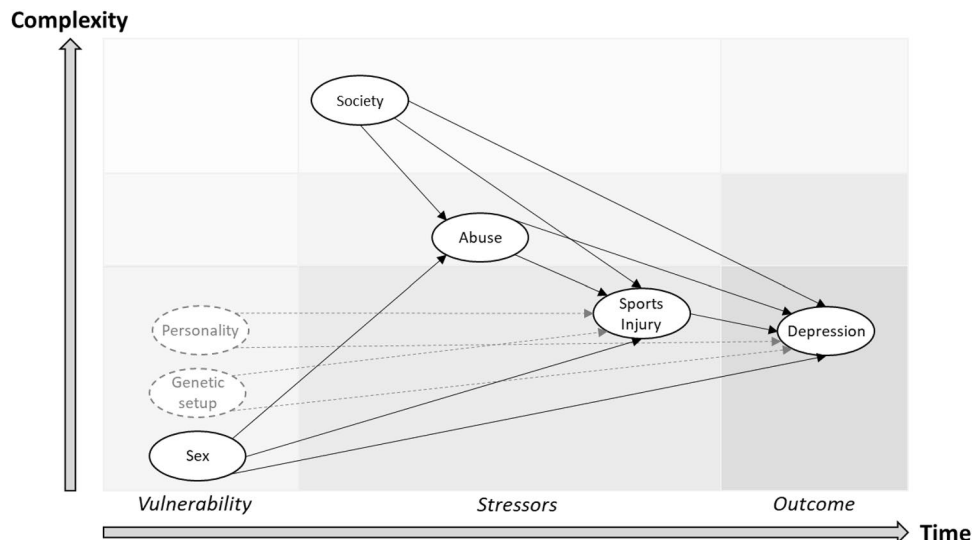 Complexity
Society
Abuse
Sports
Injury
Personality
Depression
Genetic
setup
Sex
Vulnerability
Stressors
Outcome
Time